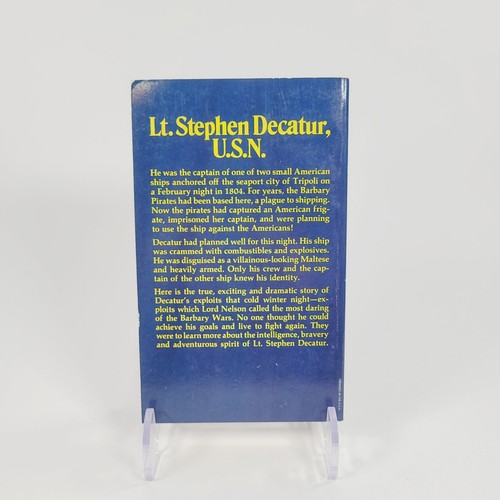 Lt. Stephen Decatur,
U.S.N.
He was the captain of one of two small American
ships anchored off the seaport city of Tripoli on
a February night in 1804. For years, the Barbary
Pirates had been based here, a plague to shipping.
Now the pirates had captured an American frig-
ate, imprisoned her captain, and were planning
to use the ship against the Americans!
Decatur had planned well for this night. His ship
was crammed with combustibles and explosives.
He was disguised as a villainous-looking Maltese
and heavily armed. Only his crew and the cap-
tain of the other ship knew his identity.
Here is the true, exciting and dramatic story of
Decatur's exploits that cold winter night—ex-
ploits which Lord Nelson called the most daring
of the Barbary Wars. No one thought he could
achieve his goals and live to fight again. They
were to learn more about the intelligence, bravery
and adventurous spirit of Lt. Stephen Decatur.